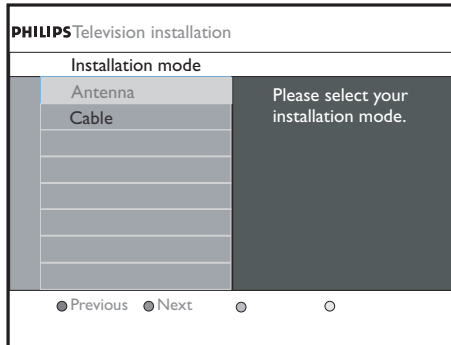 PHILIPS Television installation
Installation mode
Antenna
Cable
Please select your
installation mode.
Previous Next